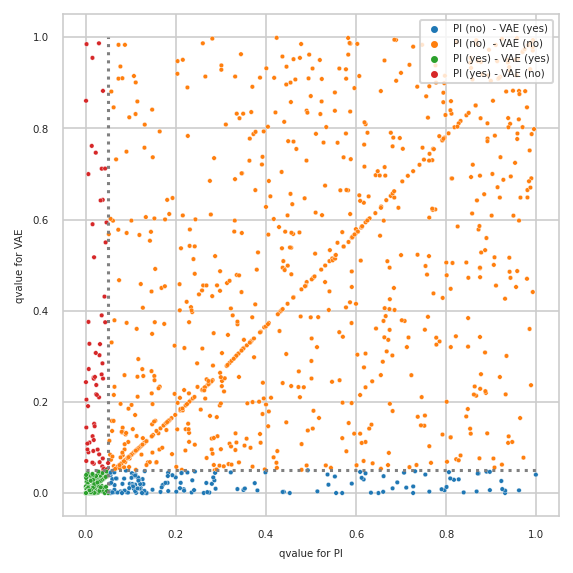 PI (no) - VAE (yes)
PI (no) - VAE (no)
PI (yes) - VAE (yes)
PI (yes) - VAE (no)
1.0
0.8
0.6
0.4
0.2
0.0
qvalue for VAE
0.0 0.2 0.4 0.6 0.8 1.0
qvalue for PI